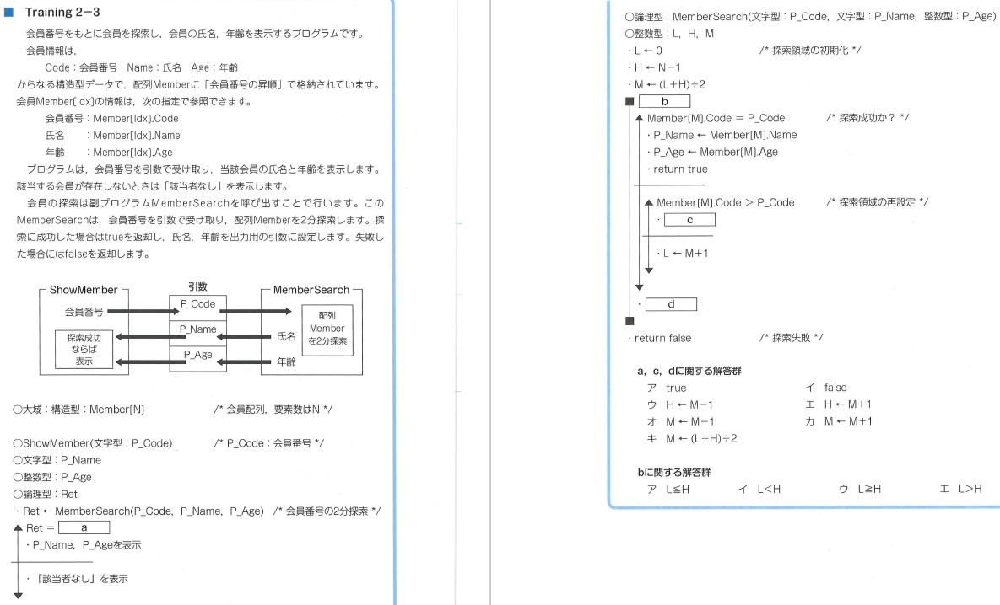 ■ Training 2−3
会員番号をもとに会員を探索し，会員の氏名，年齢を表示するプログラムです。
会員情報は，
Code：会員番号　Name：氏名　Age：年齢
からなる構造型データで，配列Memberに「会員番号の昇順」で格納されています。
会員Member[Idx]の情報は，次の指定で参照できます。
会員番号：Member[Idx].Code
氏名　　：Member[Idx].Name
年齢　　：Member[Idx].Age
プログラムは，会員番号を引数で受け取り，当該会員の氏名と年齢を表示します。
該当する会員が存在しないときは「該当者なし」を表示します。
会員の探索は副プログラムMemberSearchを呼び出すことで行います。この
MemberSearchは，会員番号を引数で受け取り，配列Memberを2分探索します。探
索に成功した場合はtrueを返却し，氏名，年齢を出力用の引数に設定します。失敗し
た場合にはfalseを返却します。
ShowMember
引数
MemberSearch
会員番号
P_Code
配列
Member
を2分探索
探索成功
ならば
表示
P_Name
氏名
P_Age
年齢
○大域：構造型：Member[N]　/* 会員配列，要素数はN */
○ShowMember(文字型：P_Code)　/* P_Code：会員番号 */
○文字型：P_Name
○整数型：P_Age
○論理型：Ret
・Ret ← MemberSearch(P_Code，P_Name，P_Age)　/* 会員番号の2分探索 */
Ret = a
・P_Name，P_Ageを表示
・「該当者なし」を表示
○論理型：MemberSearch(文字型：P_Code，文字型：P_Name，整数型：P_Age)
○整数型：L，H，M
・L ← 0　/* 探索領域の初期化 */
・H ← N−1
・M ← (L+H)÷2
■ b
Member[M].Code = P_Code　/* 探索成功か？ */
・P_Name ← Member[M].Name
・P_Age ← Member[M].Age
・return true
Member[M].Code > P_Code　/* 探索領域の再設定 */
・ c
・L ← M+1
・ d
■
・return false　/* 探索失敗 */
a，c，dに関する解答群
ア　true　イ　false
ウ　H ← M−1　エ　H ← M+1
オ　M ← M−1　カ　M ← M+1
キ　M ← (L+H)÷2
bに関する解答群
ア　L≦H　イ　L<H　ウ　L≧H　エ　L>H